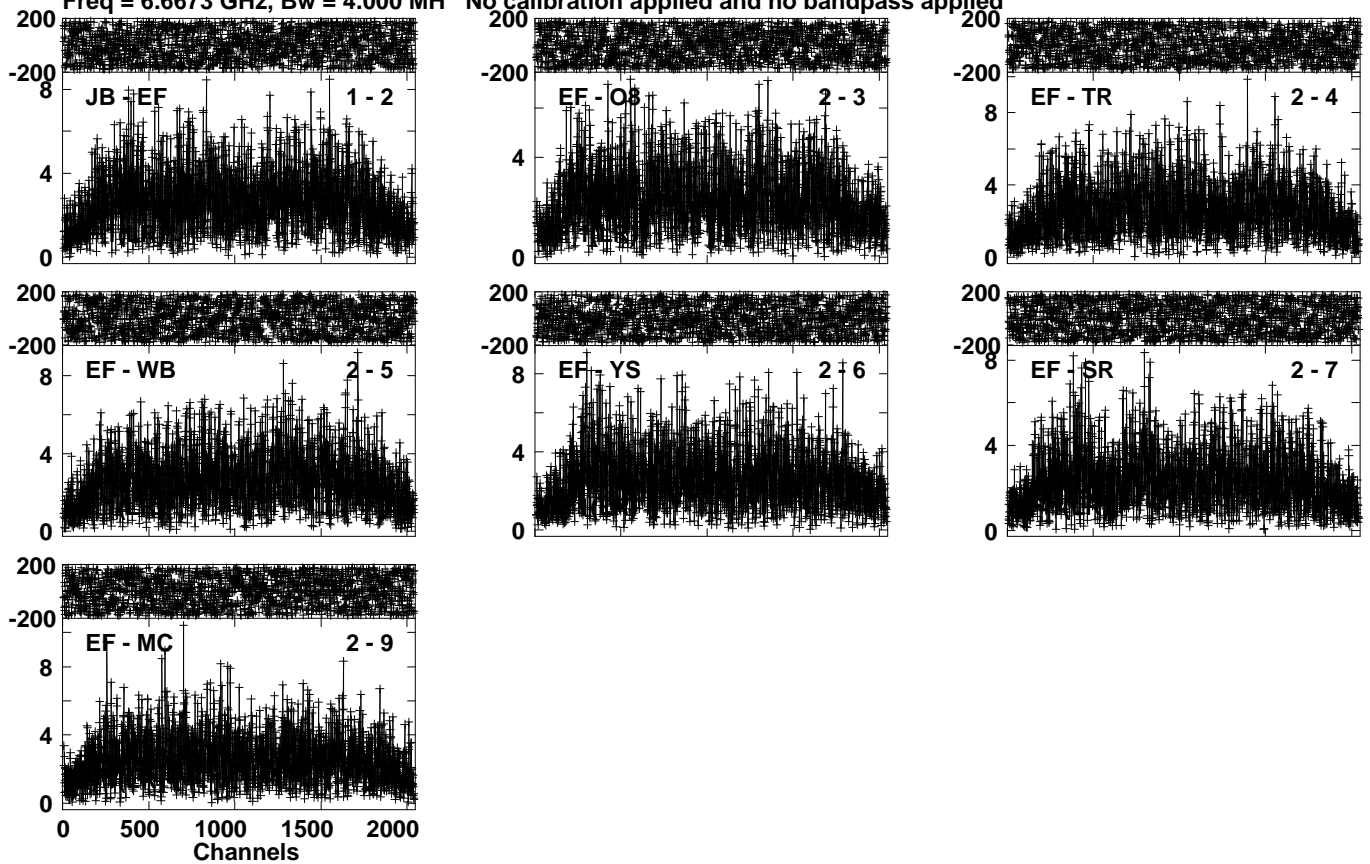 Freq = 6.6673 GHz, Bw = 4.000 MH No calibration applied and no bandpass applied
200 200 200
-200 -200 -200
8 JB - EF 1 - 2 EF - O8 2 - 3 EF - TR 2 - 4
8
4 4 4
0 0 0
200 200 200
-200 -200 -200
8 EF - WB 2 - 5 8 EF - YS 2 - 6 8 EF - SR 2 - 7
4 4 4
0 0 0
200
-200
EF - MC 2 - 9
8
4
0
0 500 1000 1500 2000
Channels